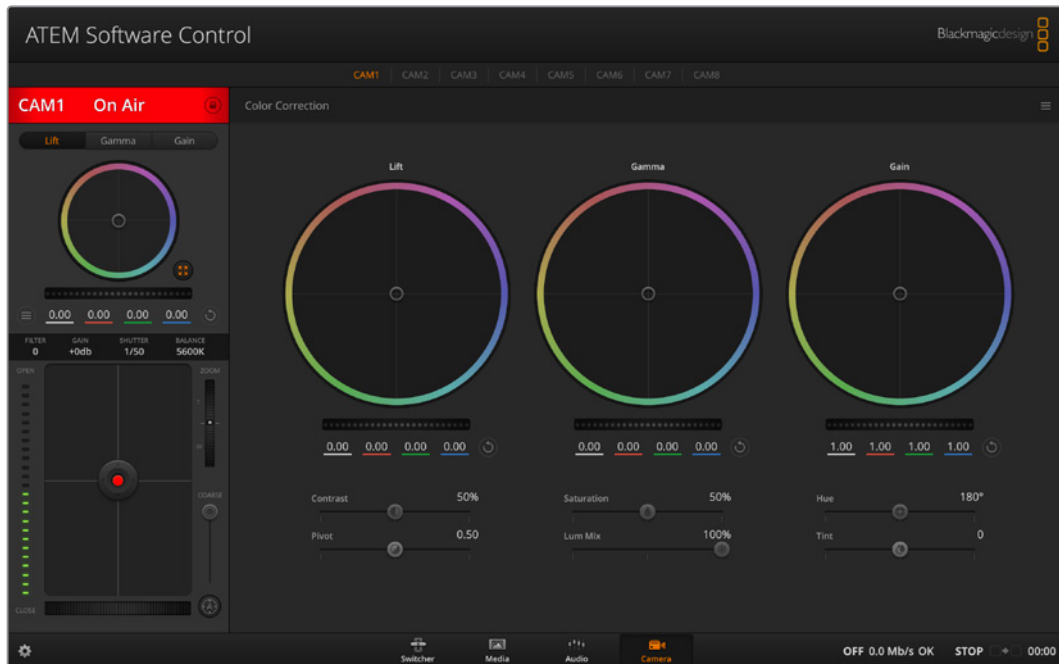 ATEM Software Control
Blackmagicdesign
CAM1 CAM2 CAM3 CAM4 CAM5 CAM6 CAM7 CAM8
CAM1 On Air
Color Correction
Lift Gamma Gain
Lift Gamma Gain
0.00 0.00 0.00 0.00
FILTER GAIN SHUTTER BALANCE
0 +0db 1/50 5600K
OPEN ZOOM
T
W
COARSE
CLOSE
0.00 0.00 0.00 0.00
0.00 0.00 0.00 0.00
1.00 1.00 1.00 1.00
Contrast 50%
Saturation 50%
Hue 180°
Pivot 0.50
Lum Mix 100%
Tint 0
Switcher Media Audio Camera
OFF 0.0 Mb/s OK STOP 00:00